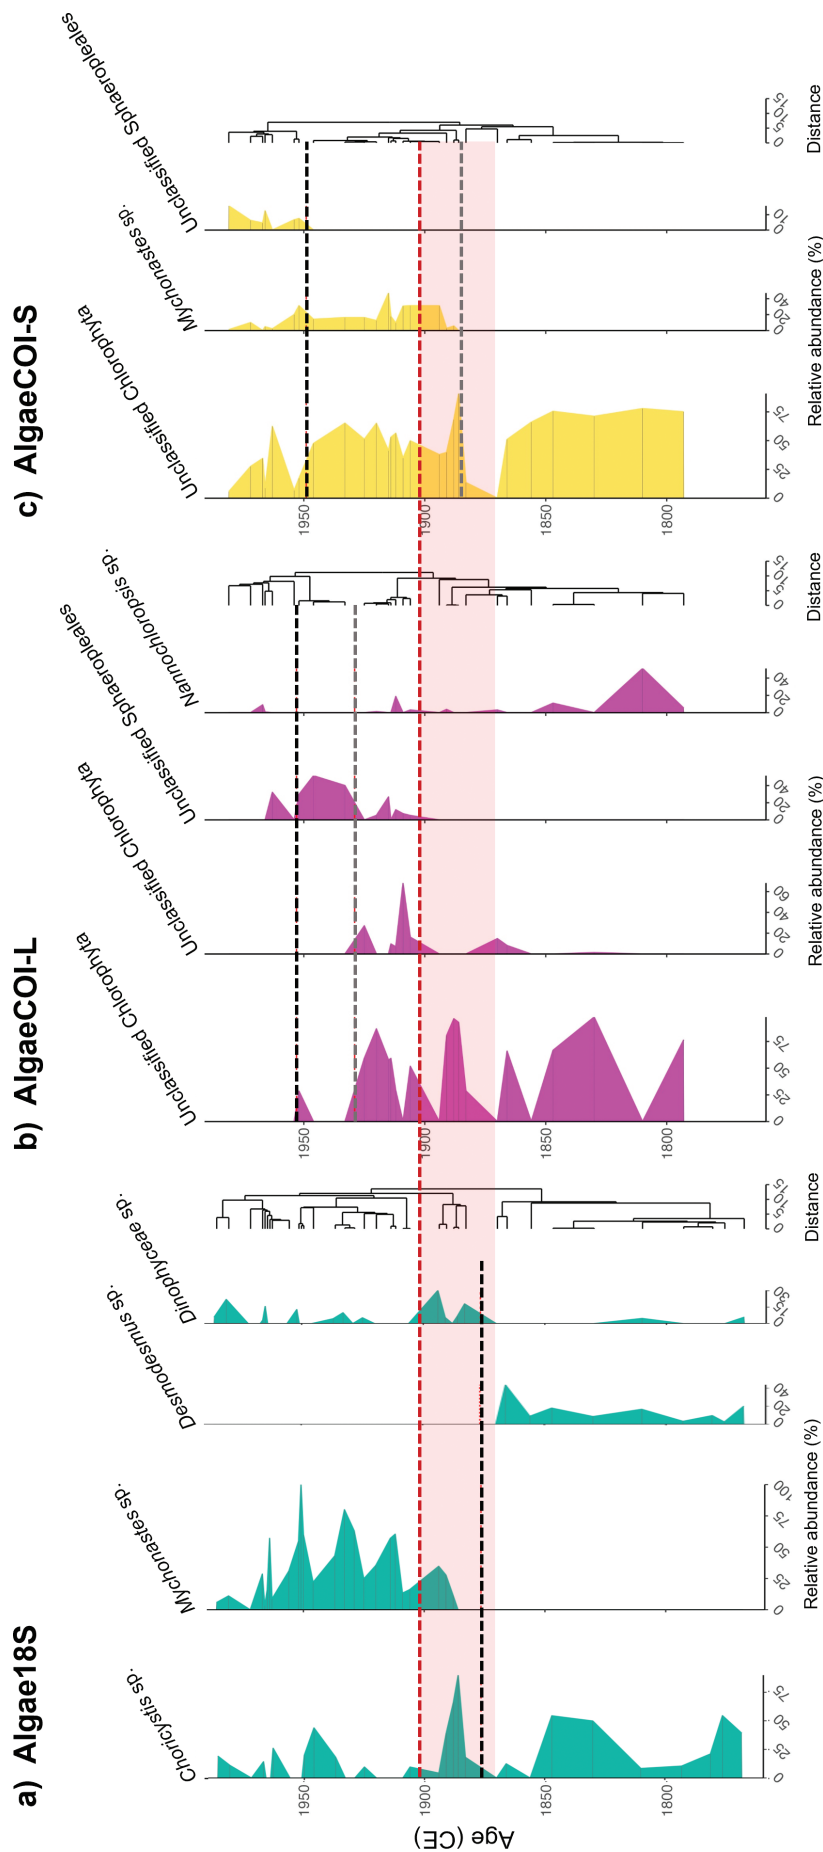 a) Algae18S
Choricystis sp.
Mychonastes sp.
Desmodesmus sp.
Dinophyceae sp.
Age (CE)
1950
1900
1850
1800
0 25 50 75
0 25 50 75 100
0 20 40
0 15 30
0 5 10 15
Relative abundance (%)
Distance
b) AlgaeCOI-L
Unclassified Chlorophyta
Unclassified Chlorophyta
Unclassified Sphaeropleales
Nannochloropsis sp.
1950
1900
1850
1800
0 25 50 75
0 20 40 60
0 20 40
0 20 40
0 5 10 15
Relative abundance (%)
Distance
c) AlgaeCOI-S
Unclassified Chlorophyta
Mychonastes sp.
Unclassified Sphaeropleales
1950
1900
1850
1800
0 25 50 75
0 20 40
0 10
0 5 10 15
Relative abundance (%)
Distance